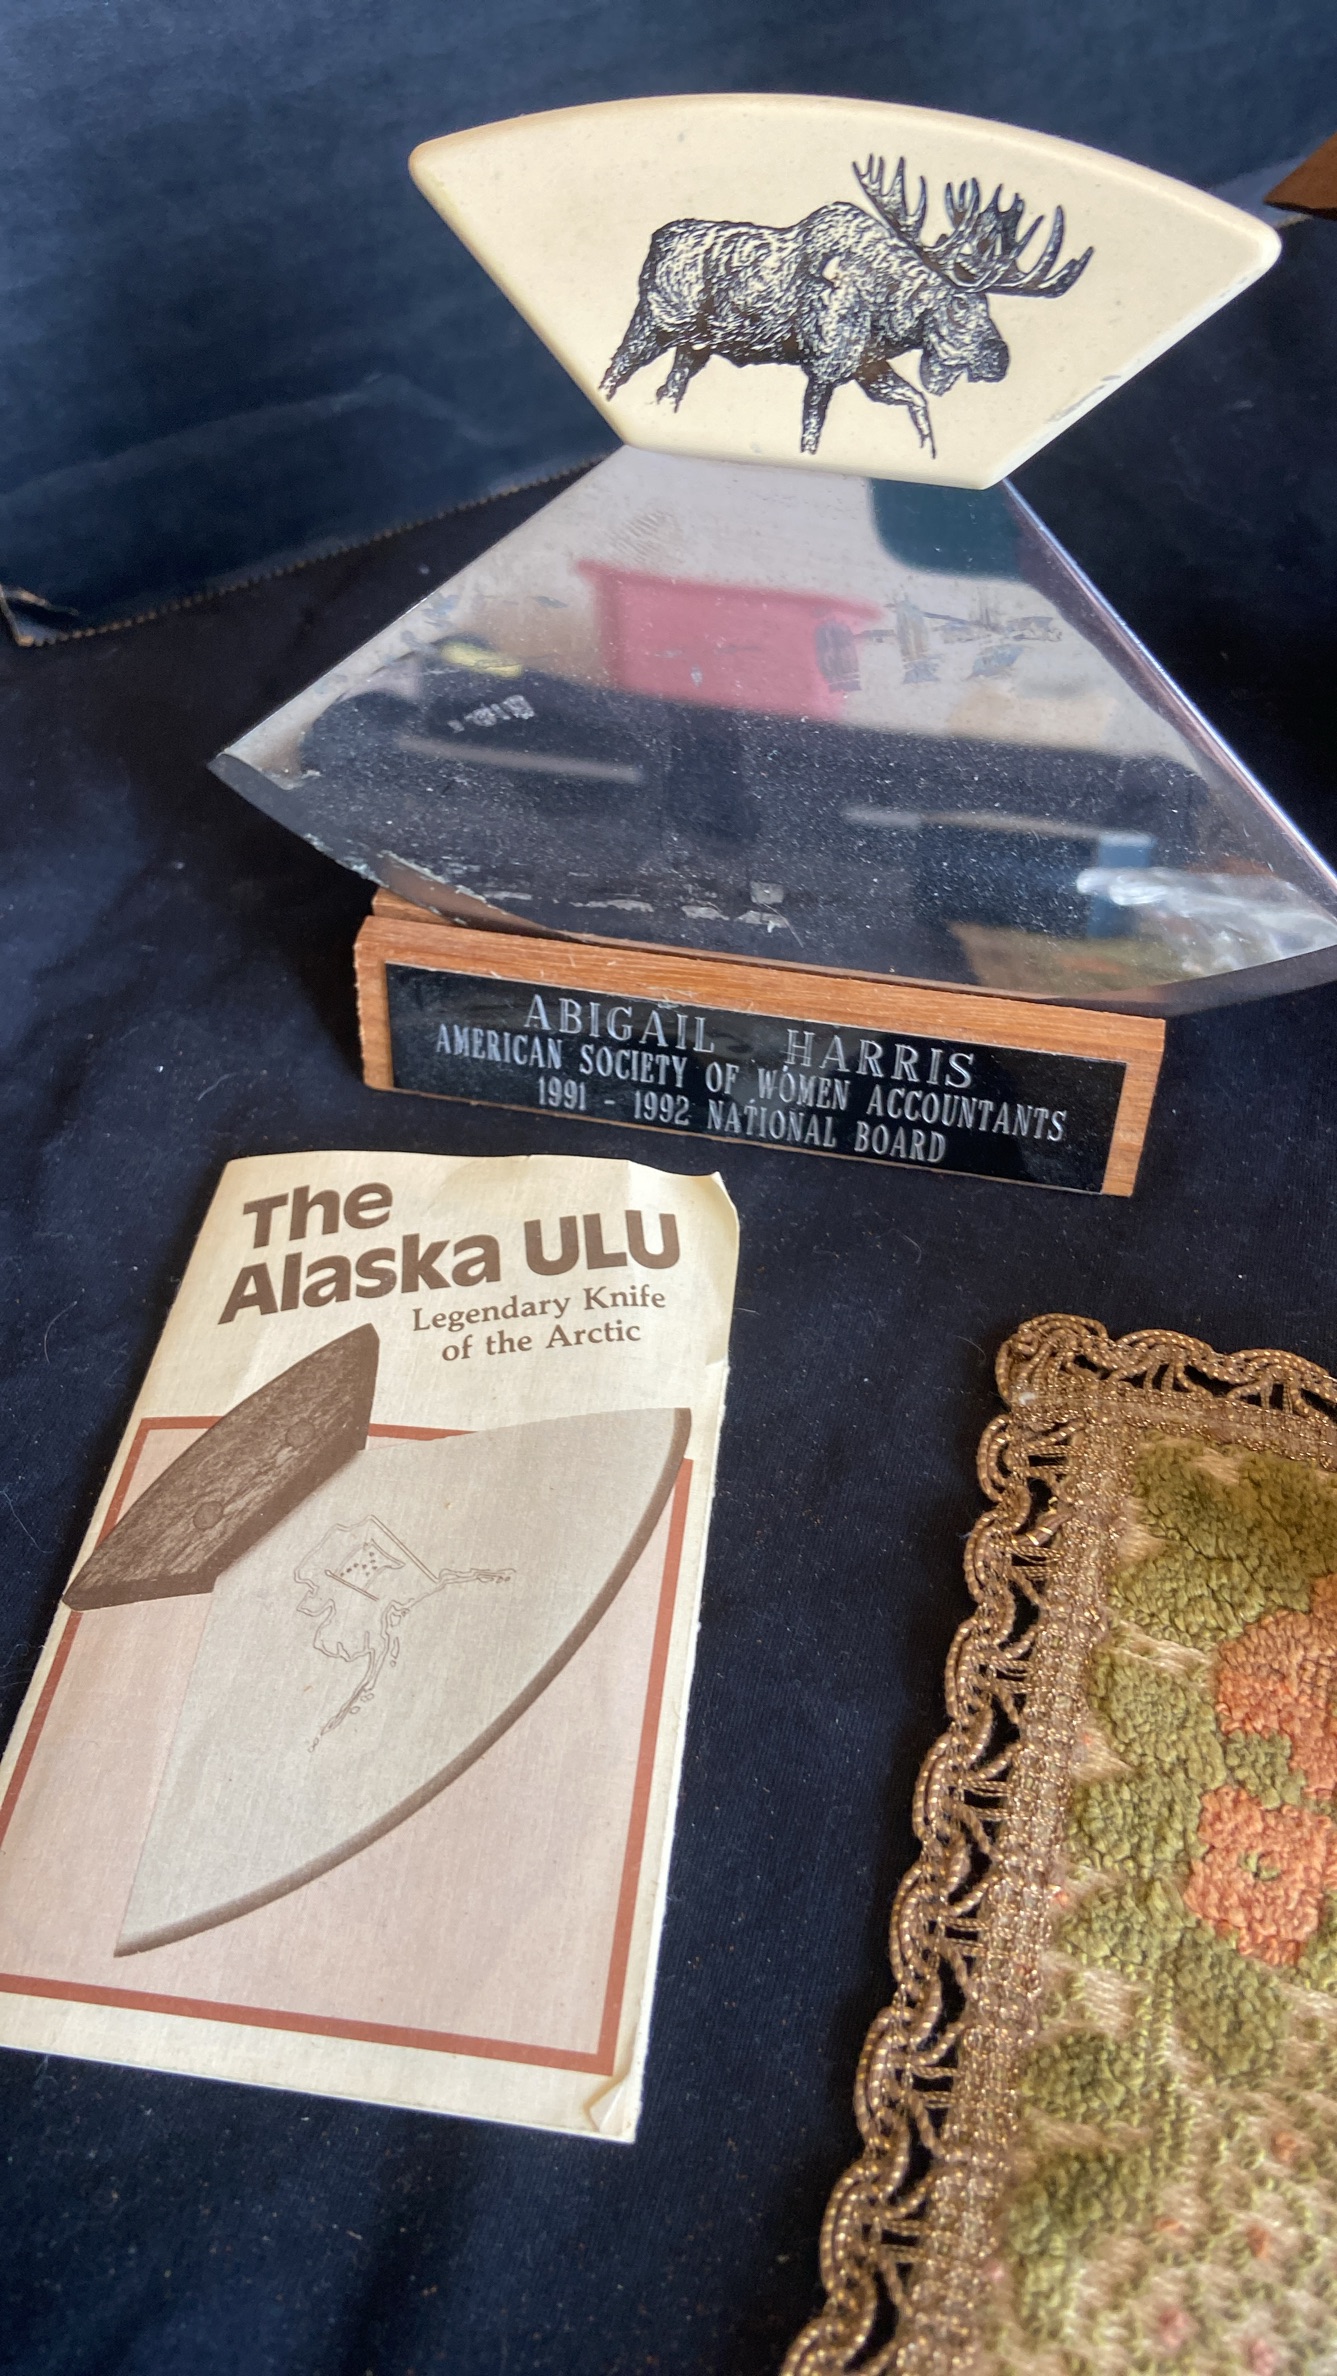 ABIGAIL HARRIS
AMERICAN SOCIETY OF WOMEN ACCOUNTANTS
1991 - 1992 NATIONAL BOARD
The
Alaska ULU
Legendary Knife
of the Arctic